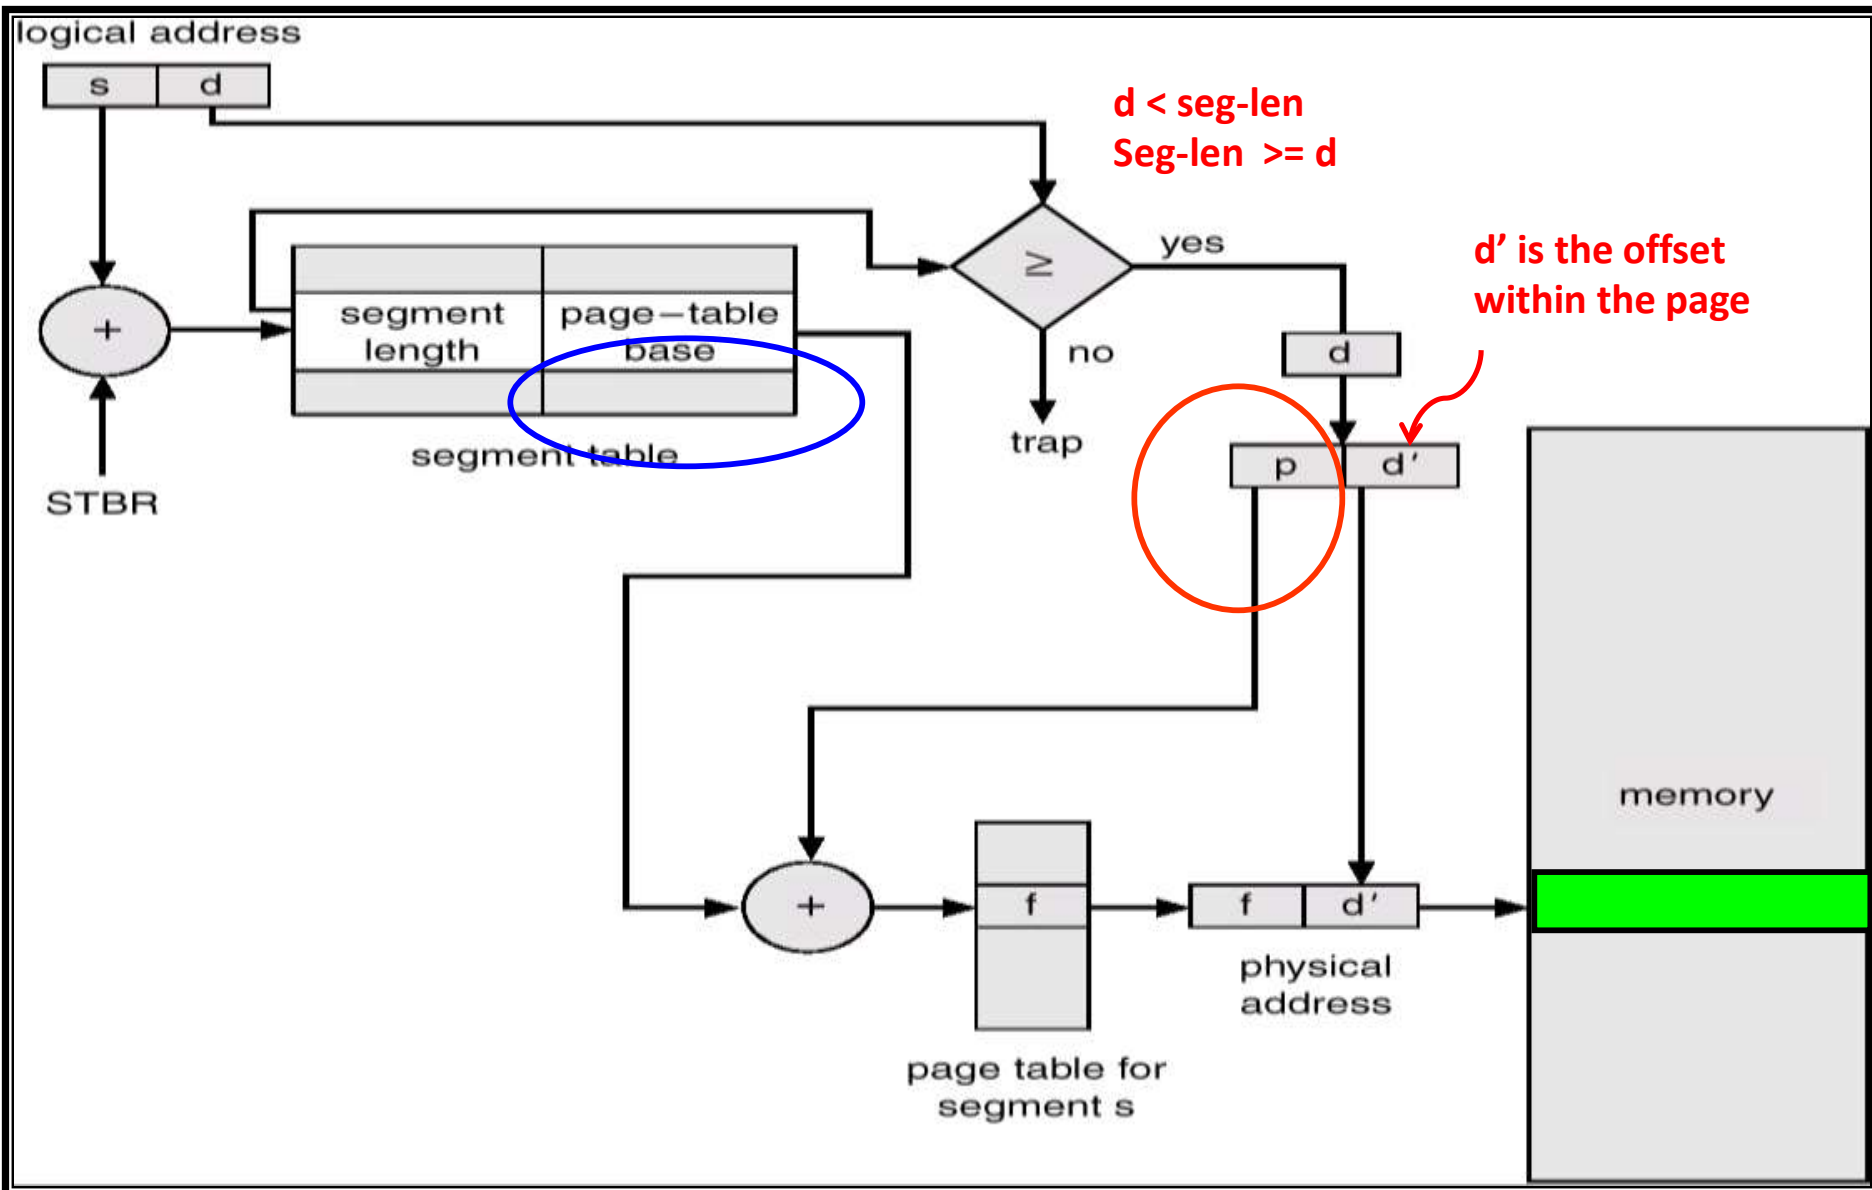 logical address
s d
d < seg-len
Seg-len >= d
≥
yes
no
trap
d' is the offset
within the page
+
segment
length
page-table
base
segment table
STBR
d
p d'
memory
+
f
f d'
physical
address
page table for
segment s